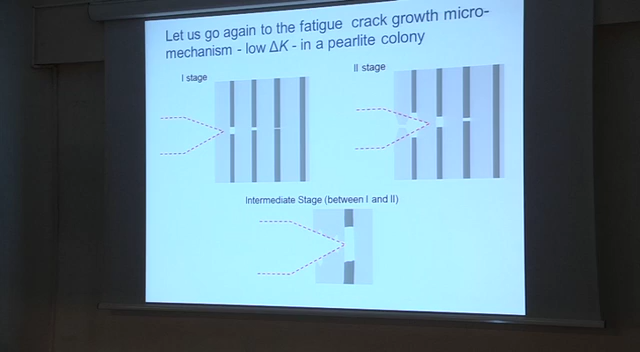 Let us go again to the fatigue crack growth micro-
mechanism - low ΔK - in a pearlite colony
I stage
II stage
Intermediate Stage (between I and II)